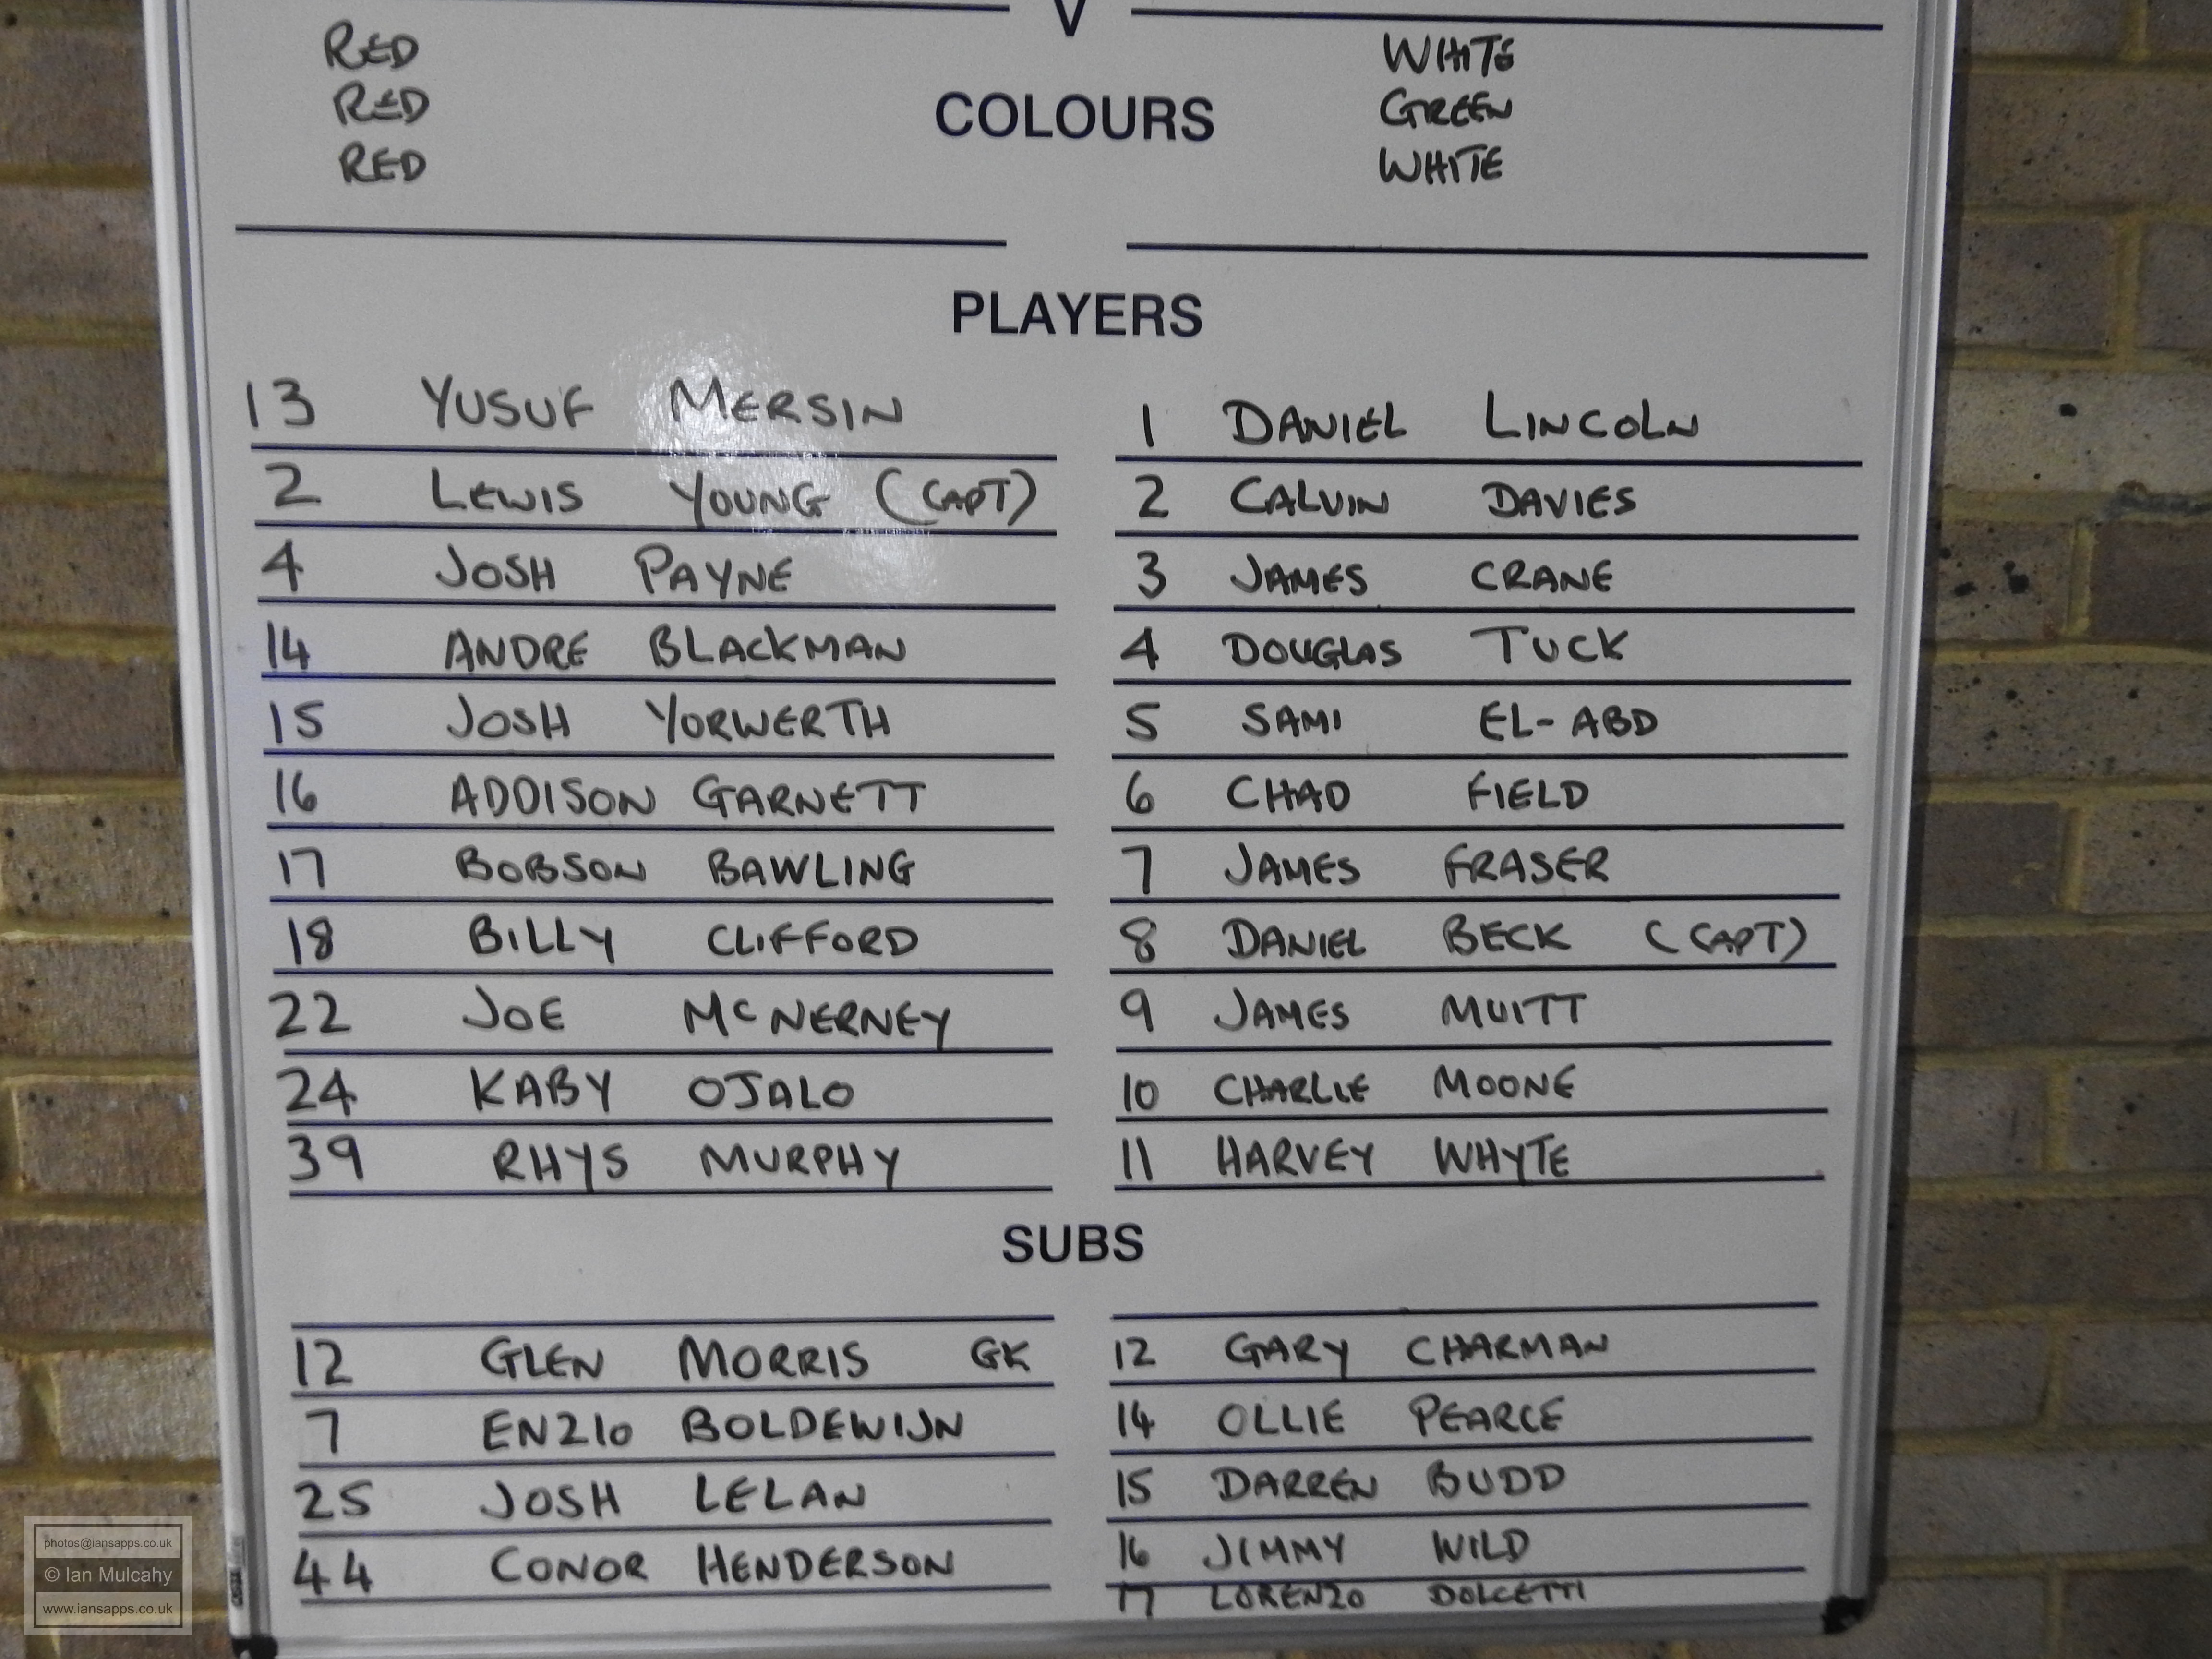 V
RED WHITE
RED COLOURS GREEN
RED WHITE
PLAYERS
13 YUSUF MERSIN 1 DANIEL LINCOLN
2 LEWIS YOUNG (CAPT) 2 CALVIN DAVIES
4 JOSH PAYNE 3 JAMES CRANE
14 ANDRE BLACKMAN 4 DOUGLAS TUCK
15 JOSH YORWERTH 5 SAMI EL-ABD
16 ADDISON GARNETT 6 CHAD FIELD
17 BOBSON BAWLING 7 JAMES FRASER
18 BILLY CLIFFORD 8 DANIEL BECK (CAPT)
22 JOE McNERNEY 9 JAMES MUITT
24 KABY OJALO 10 CHARLIE MOONE
39 RHYS MURPHY 11 HARVEY WHYTE
SUBS
12 GLEN MORRIS GK 12 GARY CHARMAN
7 ENZIO BOLDEWIJN 14 OLLIE PEARCE
25 JOSH LELAN 15 DARREN BUDD
44 CONOR HENDERSON 16 JIMMY WILD
17 LORENZO DOLCETTI
photos@iansapps.co.uk
© Ian Mulcahy
www.iansapps.co.uk